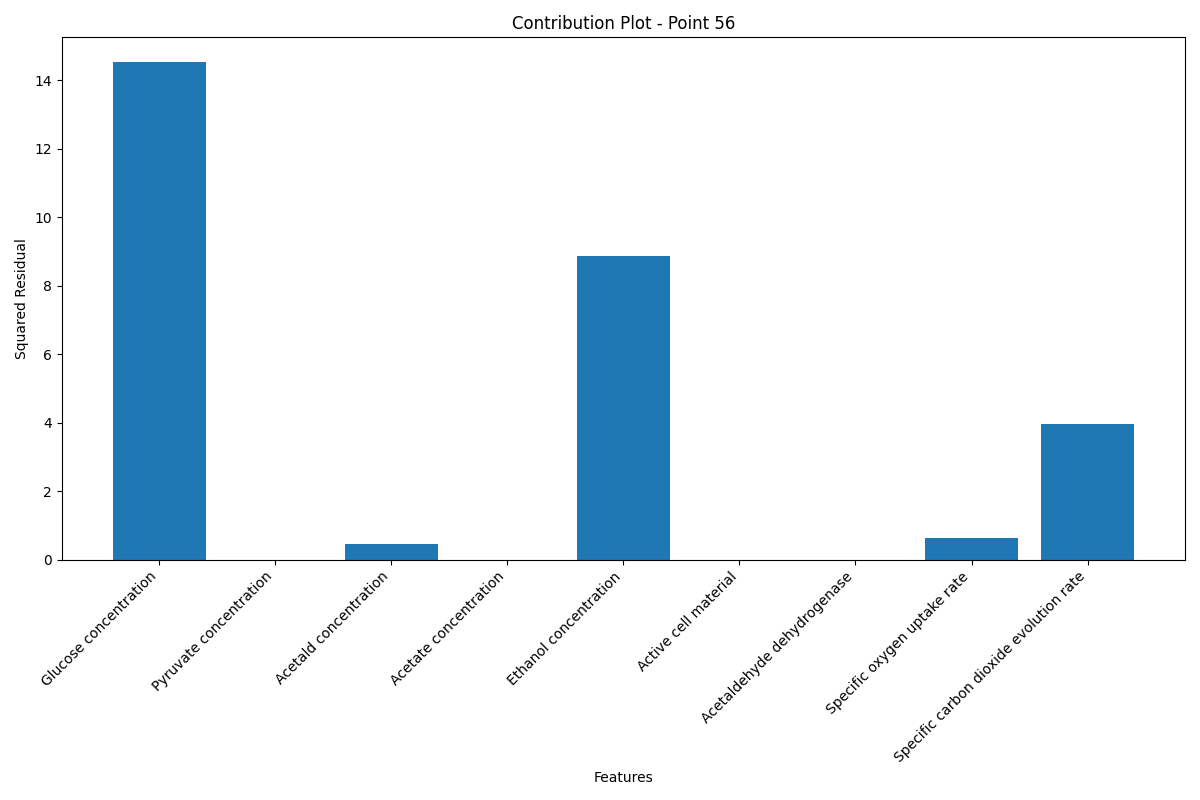 Contribution Plot - Point 56
Squared Residual
14
12
10
8
6
4
2
0
Glucose concentration
Pyruvate concentration
Acetald concentration
Acetate concentration
Ethanol concentration
Active cell material
Acetaldehyde dehydrogenase
Specific oxygen uptake rate
Specific carbon dioxide evolution rate
Features